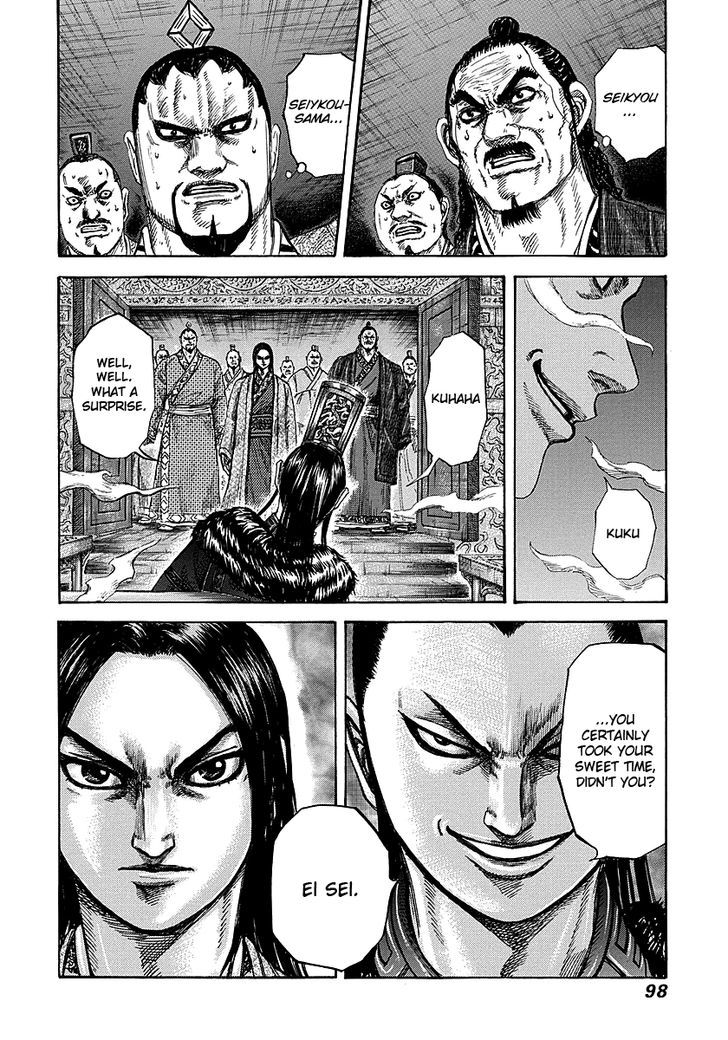 SEIKYOU
...
SEIYKOU-
SAMA...
KUKU
KUHAHA
WELL,
WELL.
WHAT A
SURPRISE.
...YOU
CERTAINLY
TOOK YOUR
SWEET TIME,
DIDN'T YOU?
EI SEI.
98